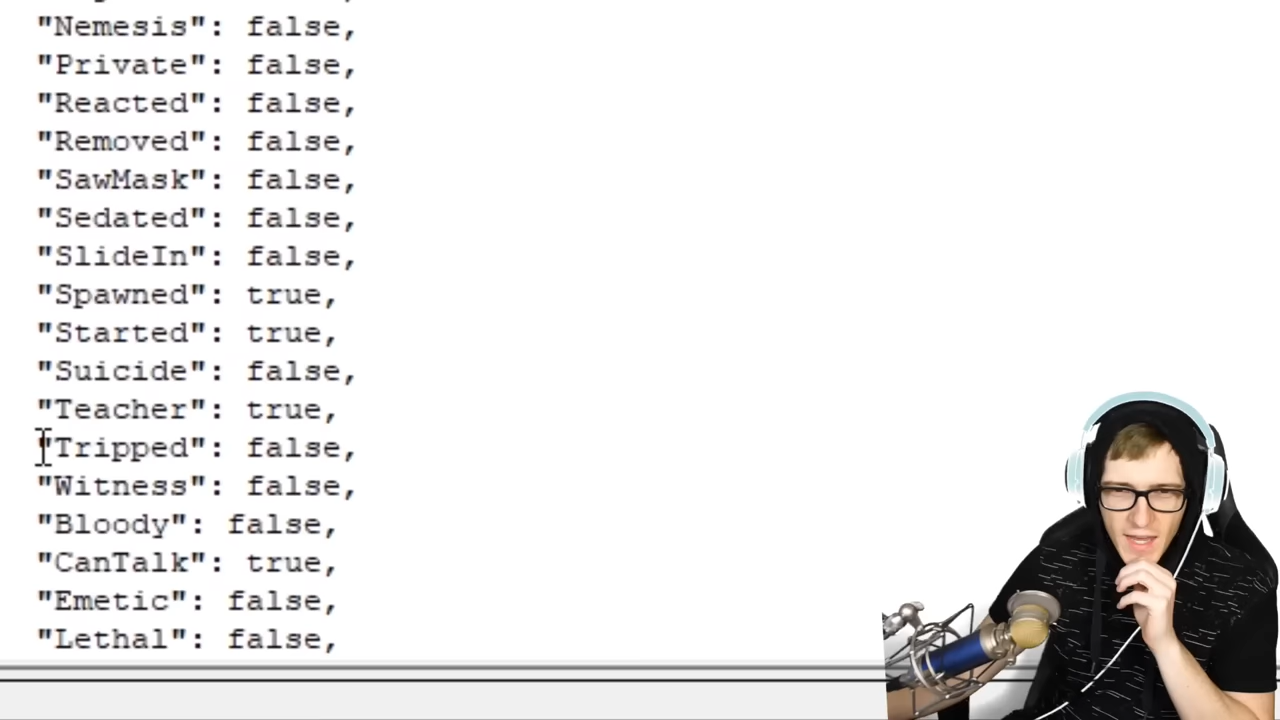 "Nemesis": false,
"Private": false,
"Reacted": false,
"Removed": false,
"SawMask": false,
"Sedated": false,
"SlideIn": false,
"Spawned": true,
"Started": true,
"Suicide": false,
"Teacher": true,
"Tripped": false,
"Witness": false,
"Bloody": false,
"CanTalk": true,
"Emetic": false,
"Lethal": false,